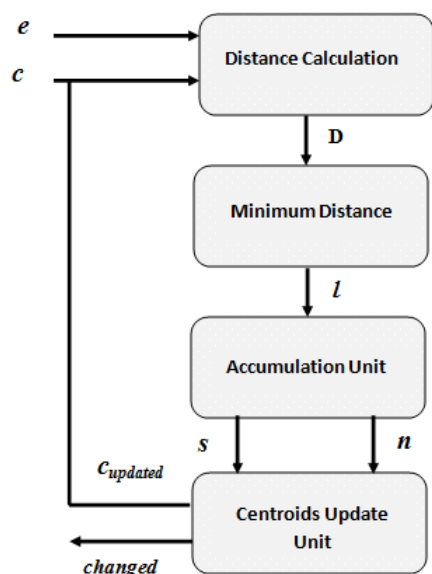 e
Distance Calculation
c
D
Minimum Distance
l
Accumulation Unit
s
n
c_updated
Centroids Update
Unit
changed